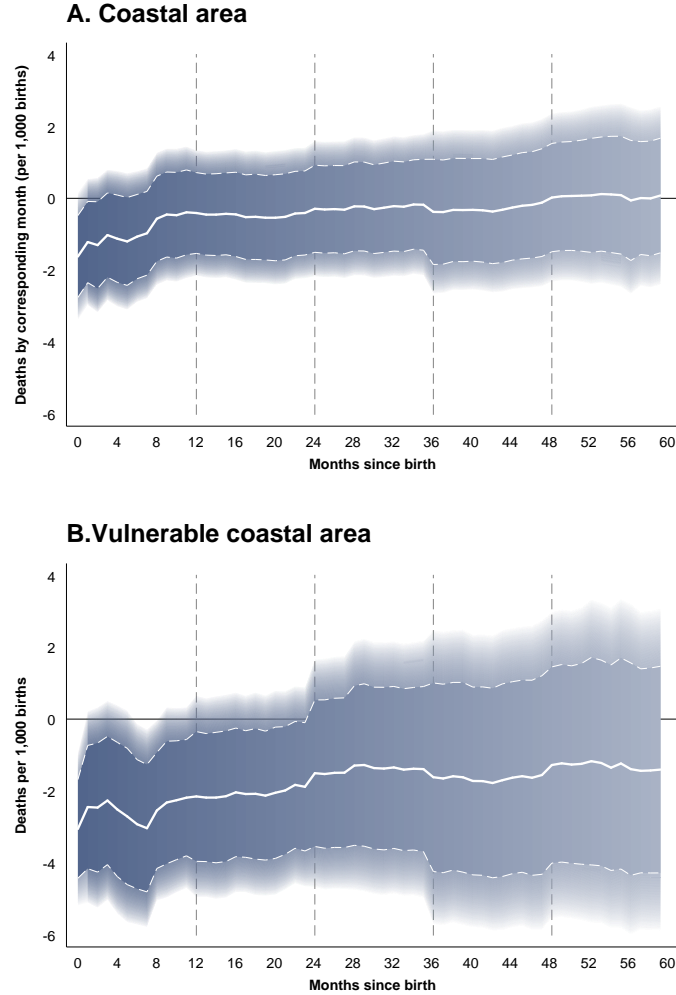 A. Coastal area
Deaths by corresponding month (per 1,000 births)
4
2
0
-2
-4
-6
0 4 8 12 16 20 24 28 32 36 40 44 48 52 56 60
Months since birth
B.Vulnerable coastal area
Deaths per 1,000 births
4
2
0
-2
-4
-6
0 4 8 12 16 20 24 28 32 36 40 44 48 52 56 60
Months since birth